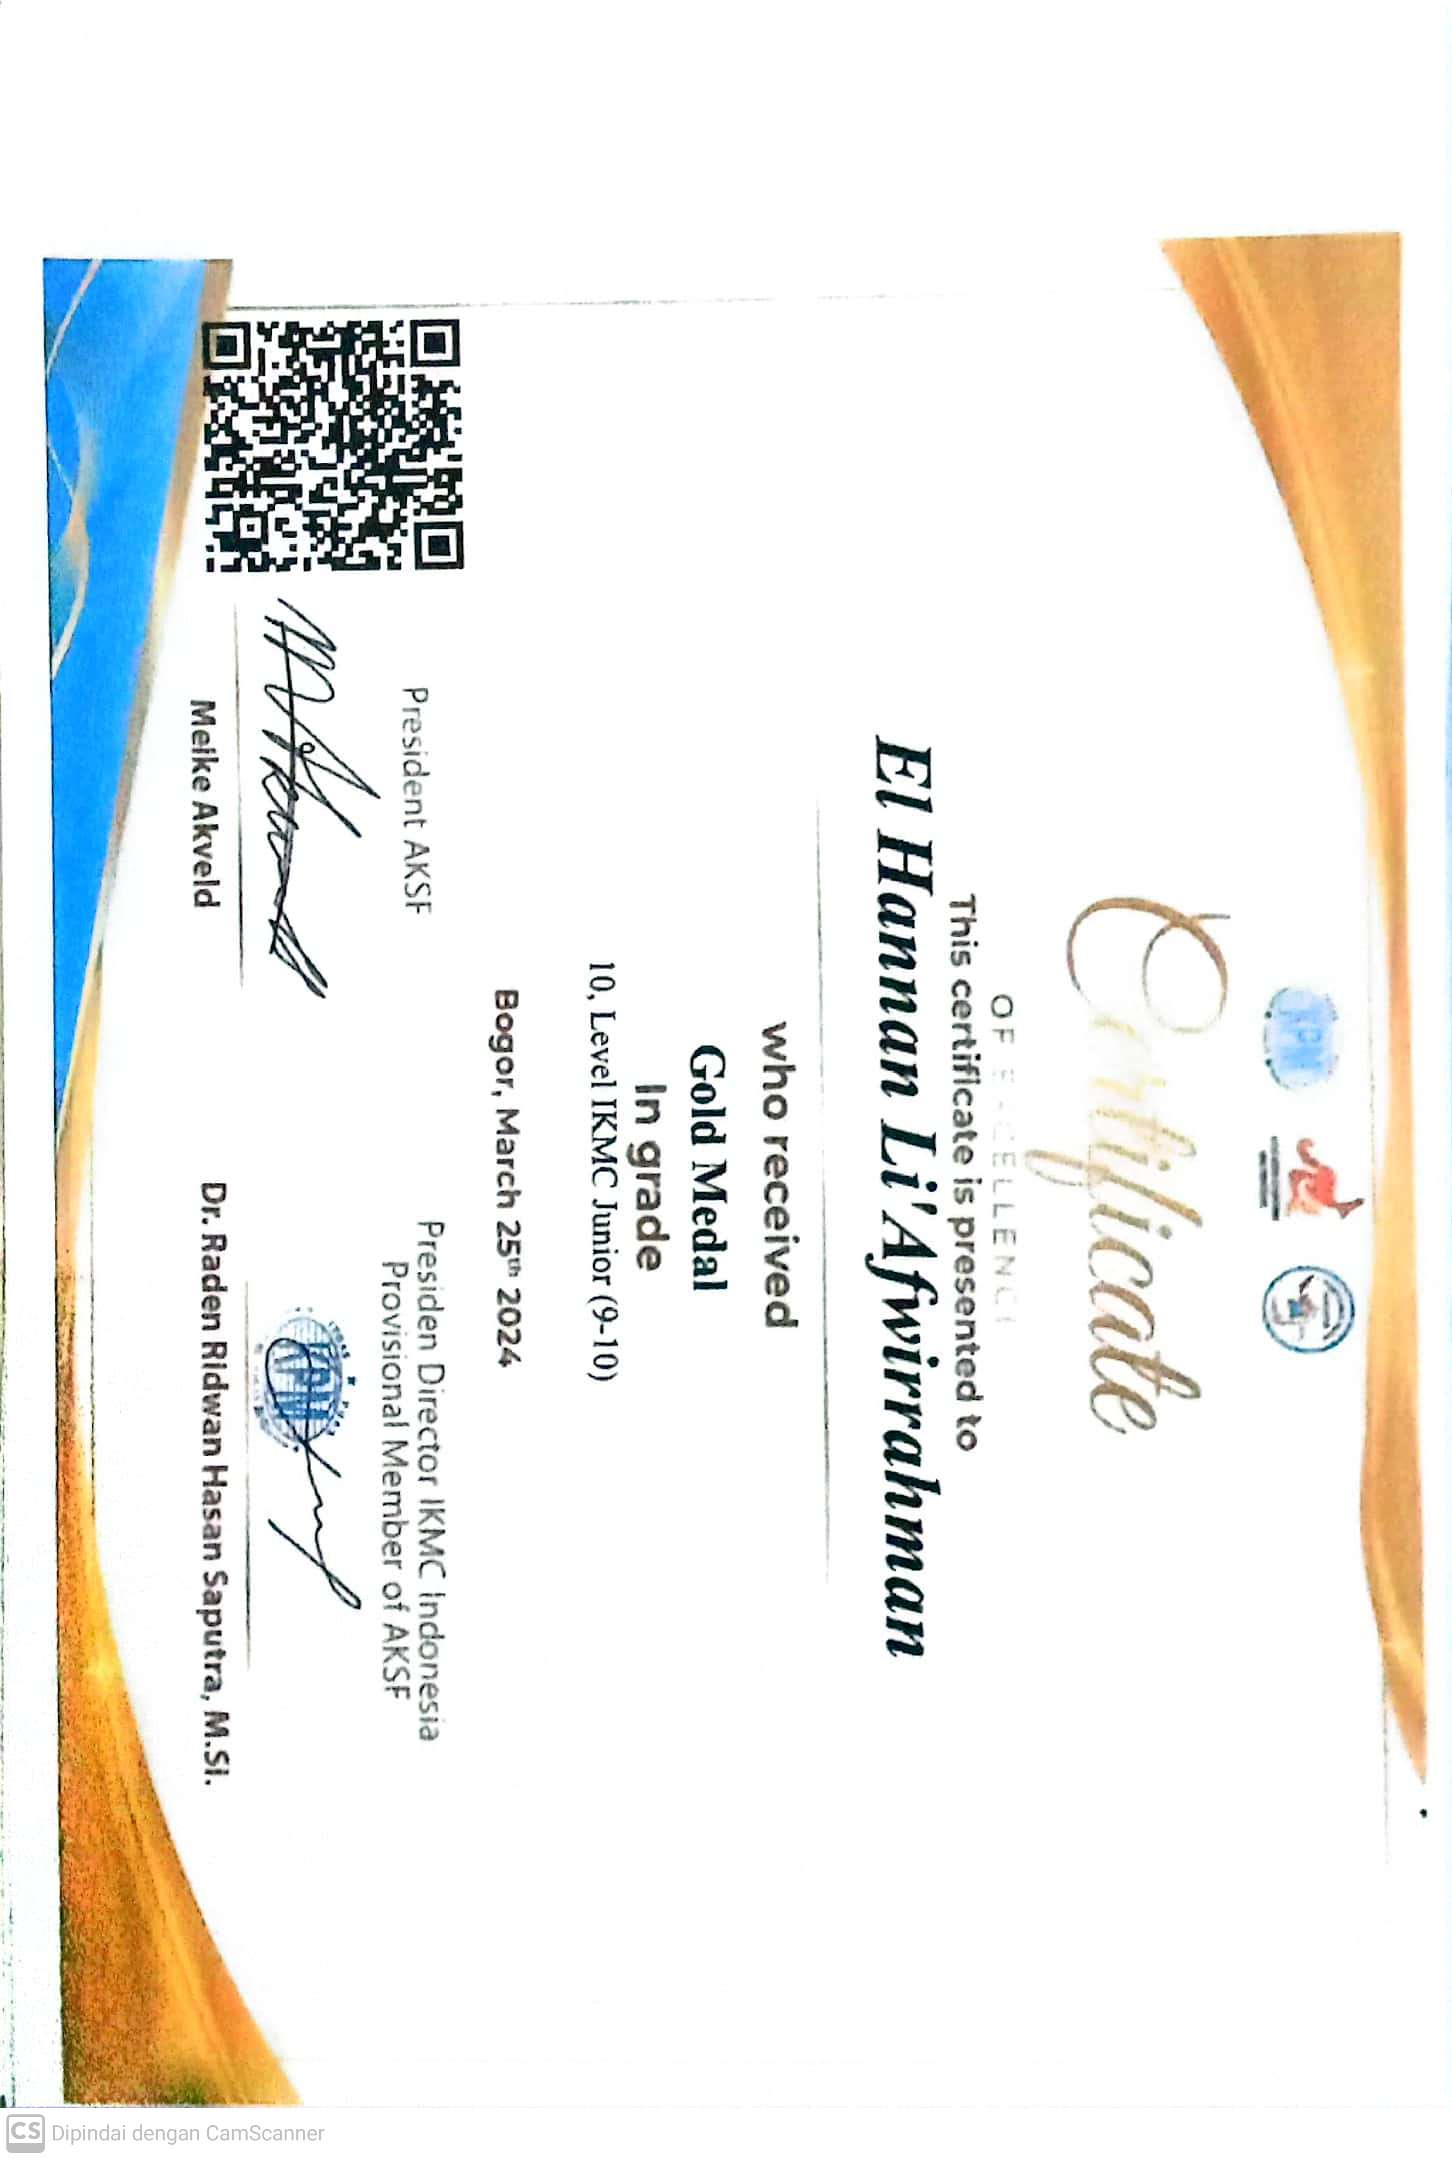 Certificate
OF EXCELLENCE
This certificate is presented to
El Hannan Li'Afwirrahman
who received
Gold Medal
In grade
10, Level IKMC Junior (9-10)
Bogor, March 25th 2024
President AKSF
Meike Akveld
Presiden Director IKMC Indonesia
Provisional Member of AKSF
KPM
Dr. Raden Ridwan Hasan Saputra, M.Si.
CS Dipindai dengan CamScanner